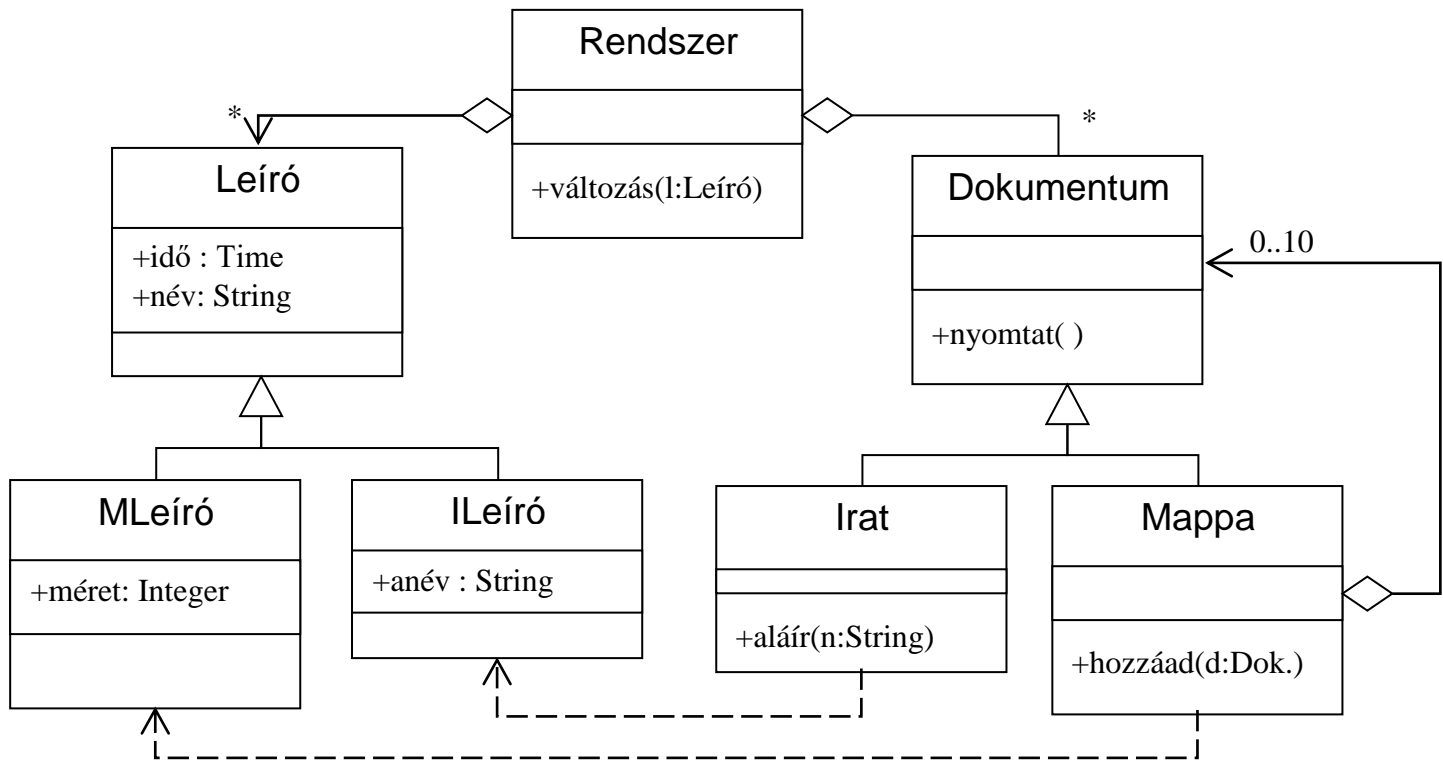 Rendszer
+változás(l:Leíró)
*
*
Leíró
+idő : Time
+név: String
Dokumentum
+nyomtat( )
0..10
MLeíró
+méret: Integer
ILeíró
+anév : String
Irat
+aláír(n:String)
Mappa
+hozzáad(d:Dok.)